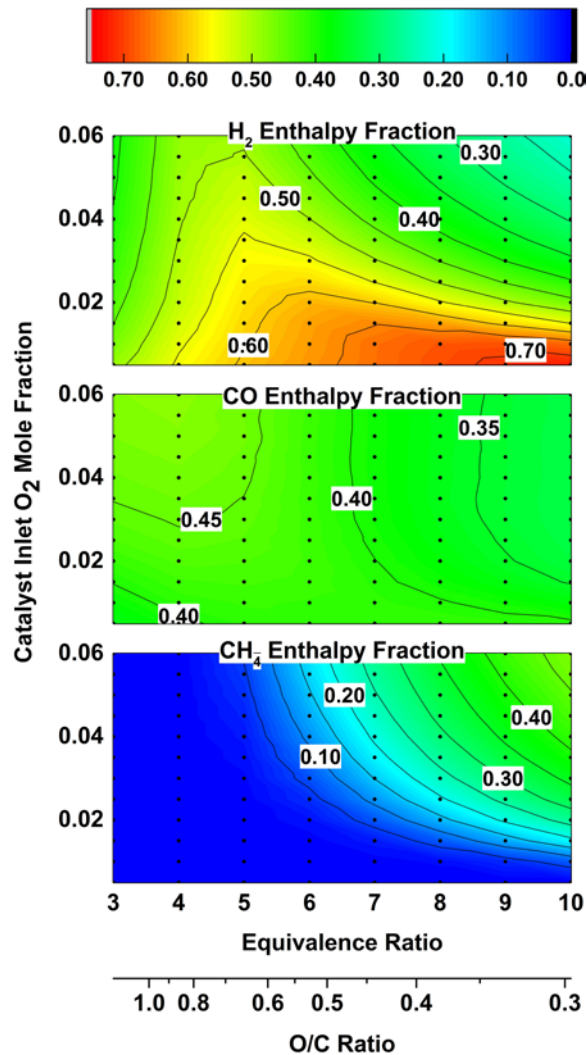 0.70 0.60 0.50 0.40 0.30 0.20 0.10 0.0
H2 Enthalpy Fraction
0.06
0.04
0.02
0.30
0.50
0.40
0.60
0.70
CO Enthalpy Fraction
0.06
0.04
0.02
0.35
0.40
0.45
0.40
CH4 Enthalpy Fraction
0.06
0.04
0.02
0.20
0.40
0.10
0.30
Catalyst Inlet O2 Mole Fraction
3 4 5 6 7 8 9 10
Equivalence Ratio
1.0 0.8 0.6 0.5 0.4 0.3
O/C Ratio